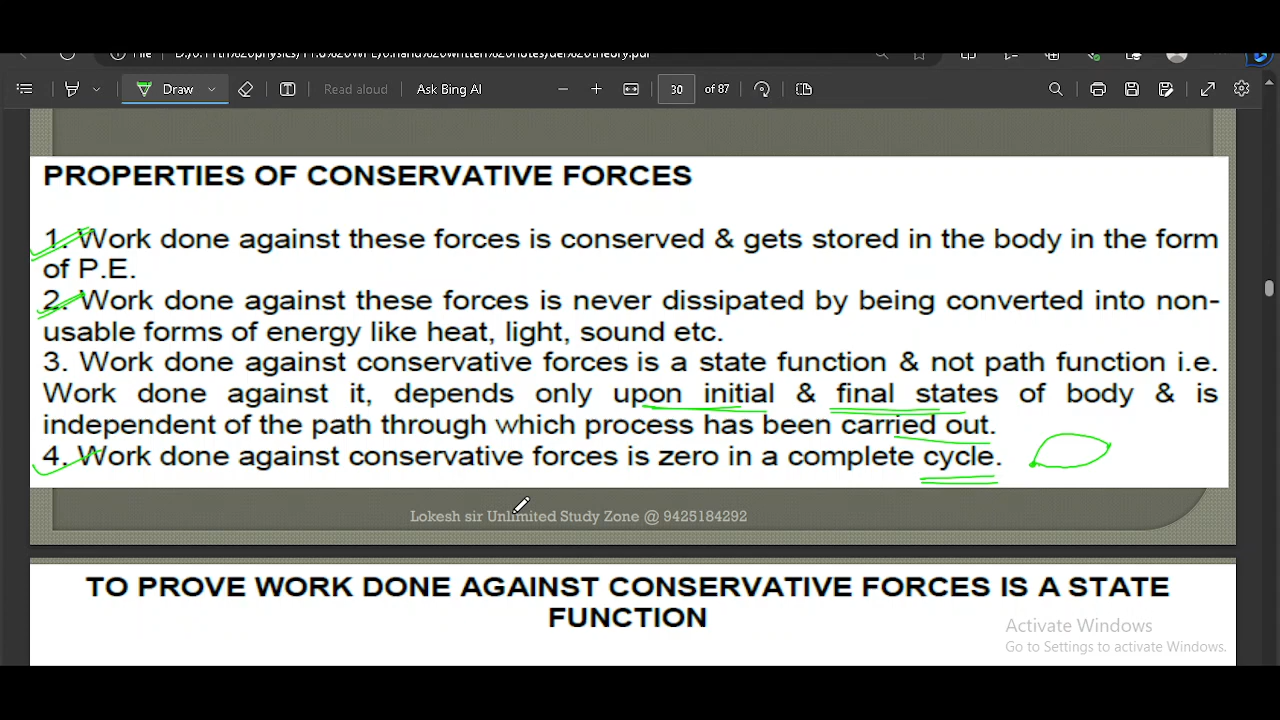 File
D:/0.11th%20physics/
Draw
Read aloud
Ask Bing AI
30
of 87
PROPERTIES OF CONSERVATIVE FORCES
1. Work done against these forces is conserved & gets stored in the body in the form
of P.E.
2. Work done against these forces is never dissipated by being converted into non-
usable forms of energy like heat, light, sound etc.
3. Work done against conservative forces is a state function & not path function i.e.
Work done against it, depends only upon initial & final states of body & is
independent of the path through which process has been carried out.
4. Work done against conservative forces is zero in a complete cycle.
Lokesh sir Unlimited Study Zone @ 9425184292
TO PROVE WORK DONE AGAINST CONSERVATIVE FORCES IS A STATE
FUNCTION
Activate Windows
Go to Settings to activate Windows.